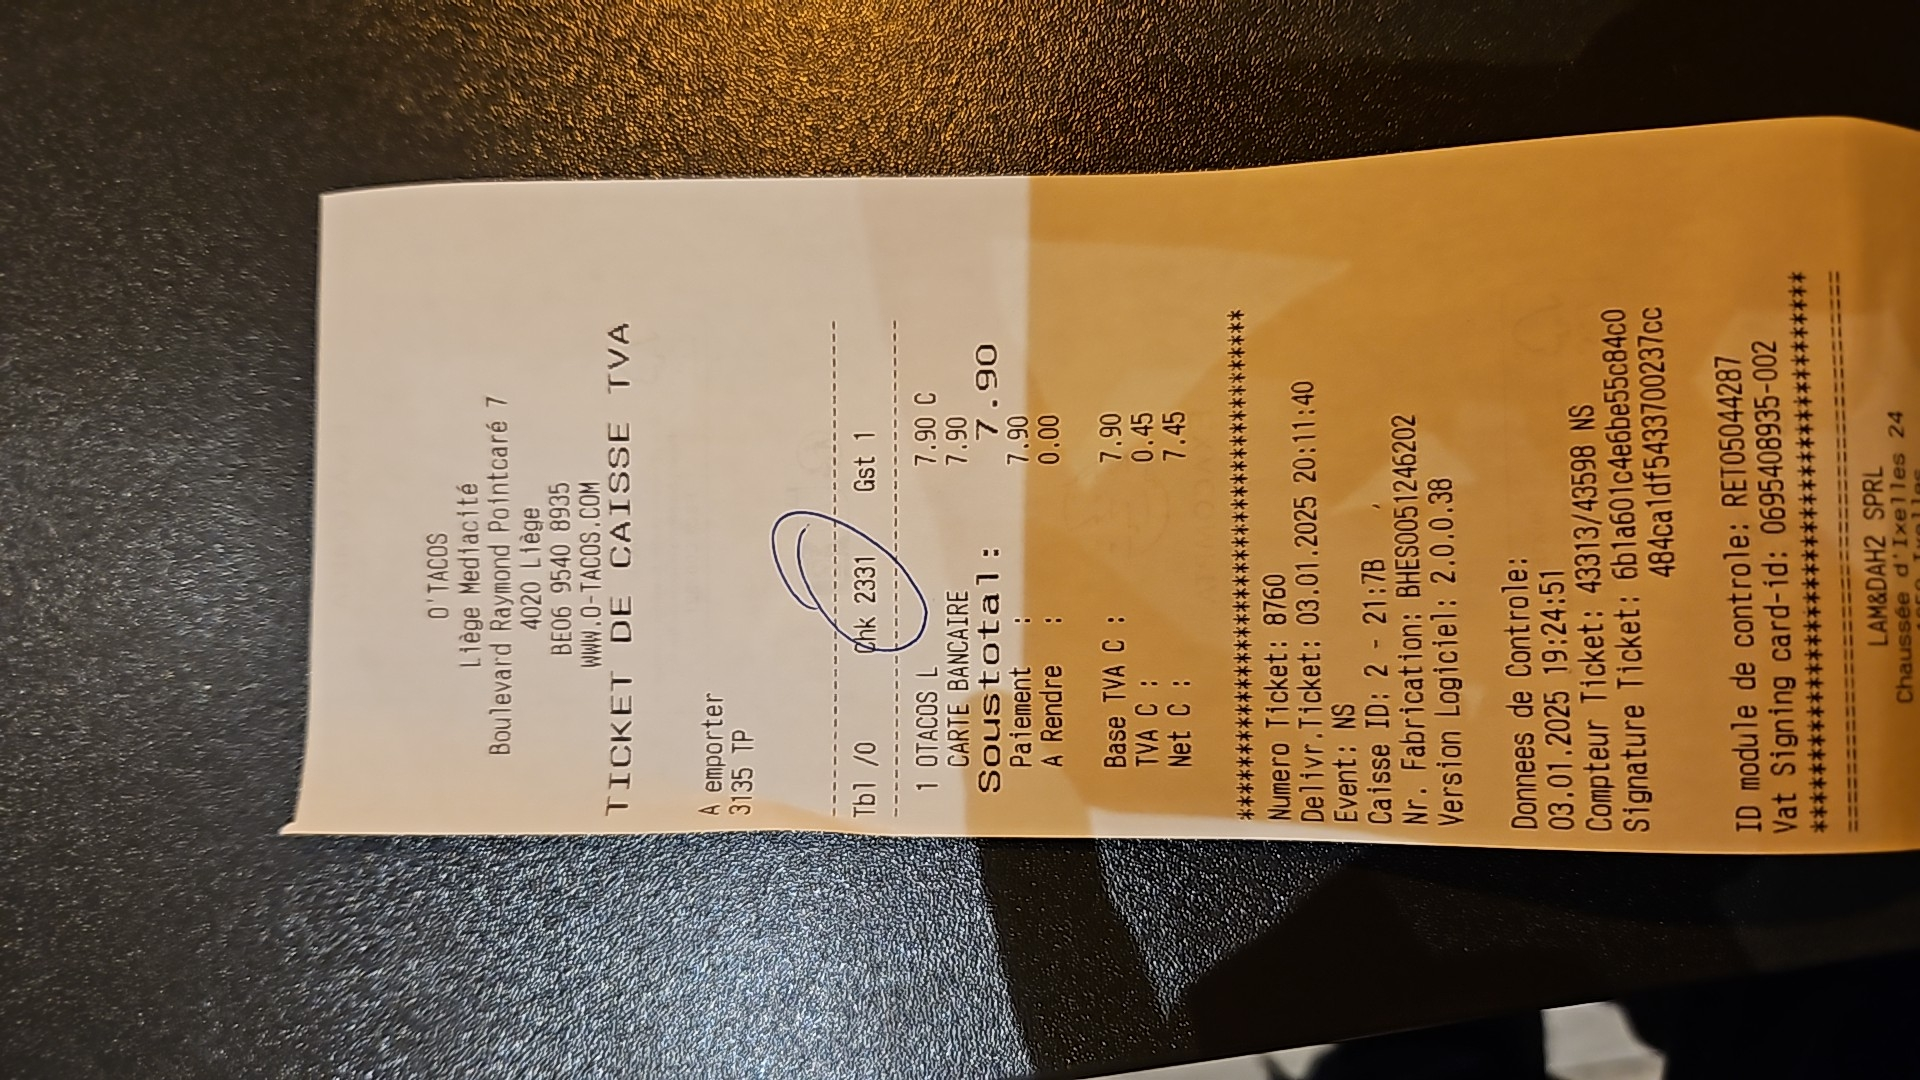 O'TACOS
Liège Mediacité
Boulevard Raymond Pointcaré 7
4020 Liège
BE06 9540 8935
WWW.O-TACOS.COM
TICKET DE CAISSE TVA
A emporter
3135 TP
Tbl /0 Chk 2331 Gst 1
1 OTACOS L 7.90 C
CARTE BANCAIRE 7.90
Soustotal: 7.90
Paiement : 7.90
A Rendre : 0.00
Base TVA C : 7.90
TVA C : 0.45
Net C : 7.45
****************************************
Numero Ticket: 8760
Delivr.Ticket: 03.01.2025 20:11:40
Event: NS
Caisse ID: 2 - 21:7B
Nr. Fabrication: BHES0051246202
Version Logiciel: 2.0.0.38
Donnees de Controle:
03.01.2025 19:24:51
Compteur Ticket: 43313/43598 NS
Signature Ticket: 6b1a601c4e6be55c84c0
484ca1df543370​0237cc
ID module de controle: RET05044287
Vat Signing card-id: 0695408935-002
********************************************
LAM&DAH2 SPRL
Chaussée d'Ixelles 24